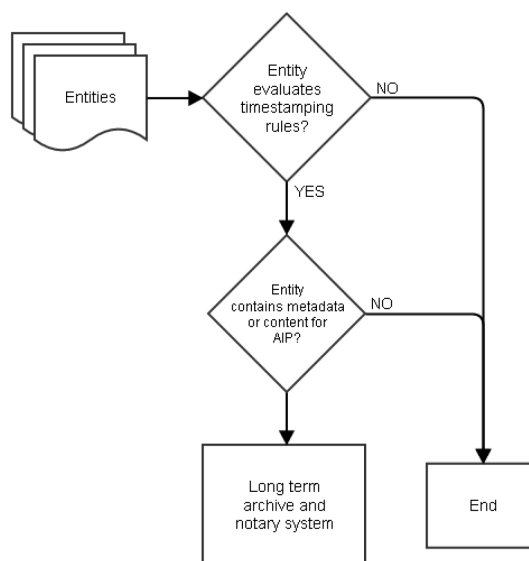 Entities
Entity
evaluates
timestamping
rules?
NO
YES
Entity
contains metadata
or content for
AIP?
NO
Long term
archive and
notary system
End